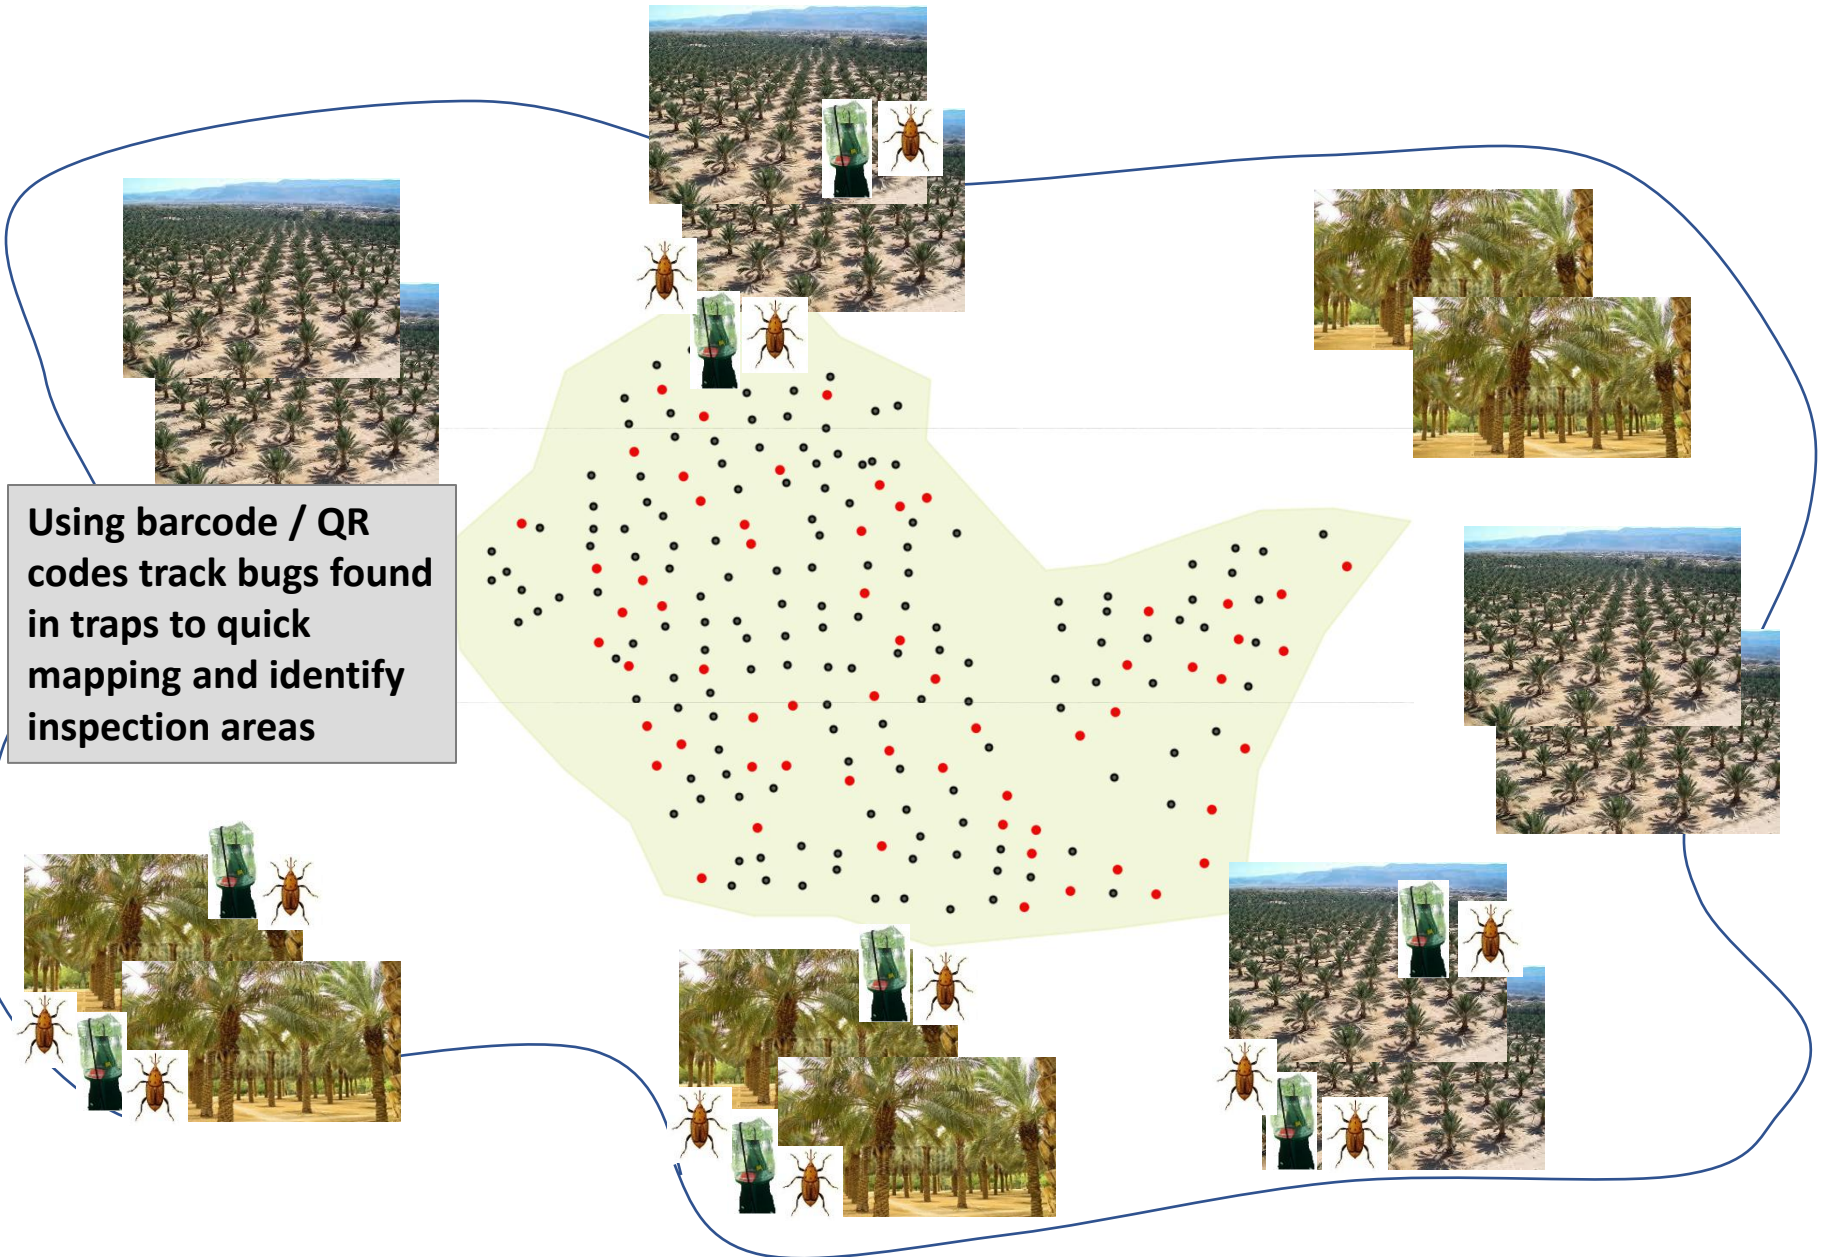 Using barcode / QR
codes track bugs found
in traps to quick
mapping and identify
inspection areas